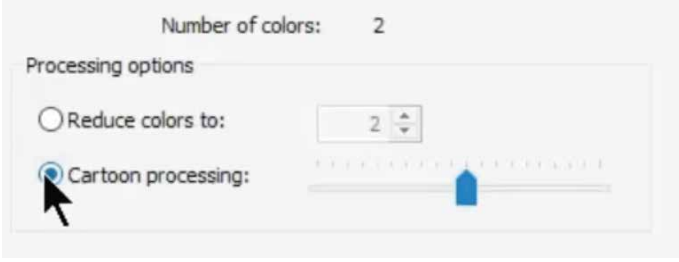 Number of colors: 2
Processing options
Reduce colors to: 2
Cartoon processing: